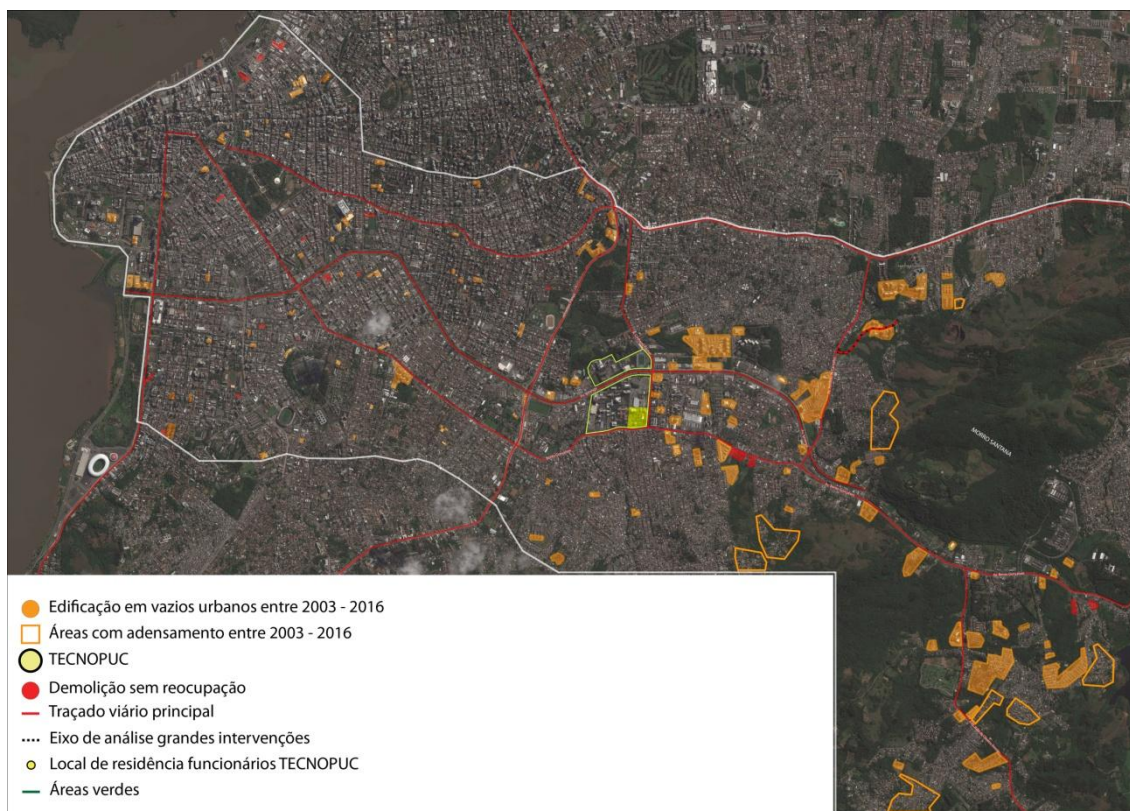 MORRO SANTANA
Edificação em vazios urbanos entre 2003 - 2016
Áreas com adensamento entre 2003 - 2016
TECNOPUC
Demolição sem reocupação
Traçado viário principal
Eixo de análise grandes intervenções
Local de residência funcionários TECNOPUC
Áreas verdes